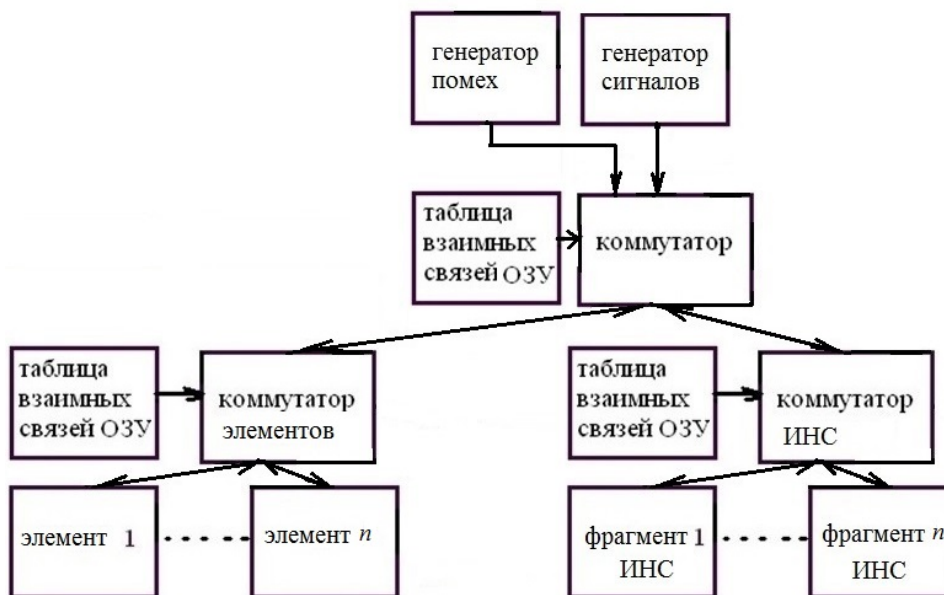 генератор
помех
генератор
сигналов
таблица
взаимных
связей ОЗУ
коммутатор
таблица
взаимных
связей ОЗУ
коммутатор
элементов
таблица
взаимных
связей ОЗУ
коммутатор
ИНС
элемент 1
элемент n
фрагмент 1
ИНС
фрагмент n
ИНС